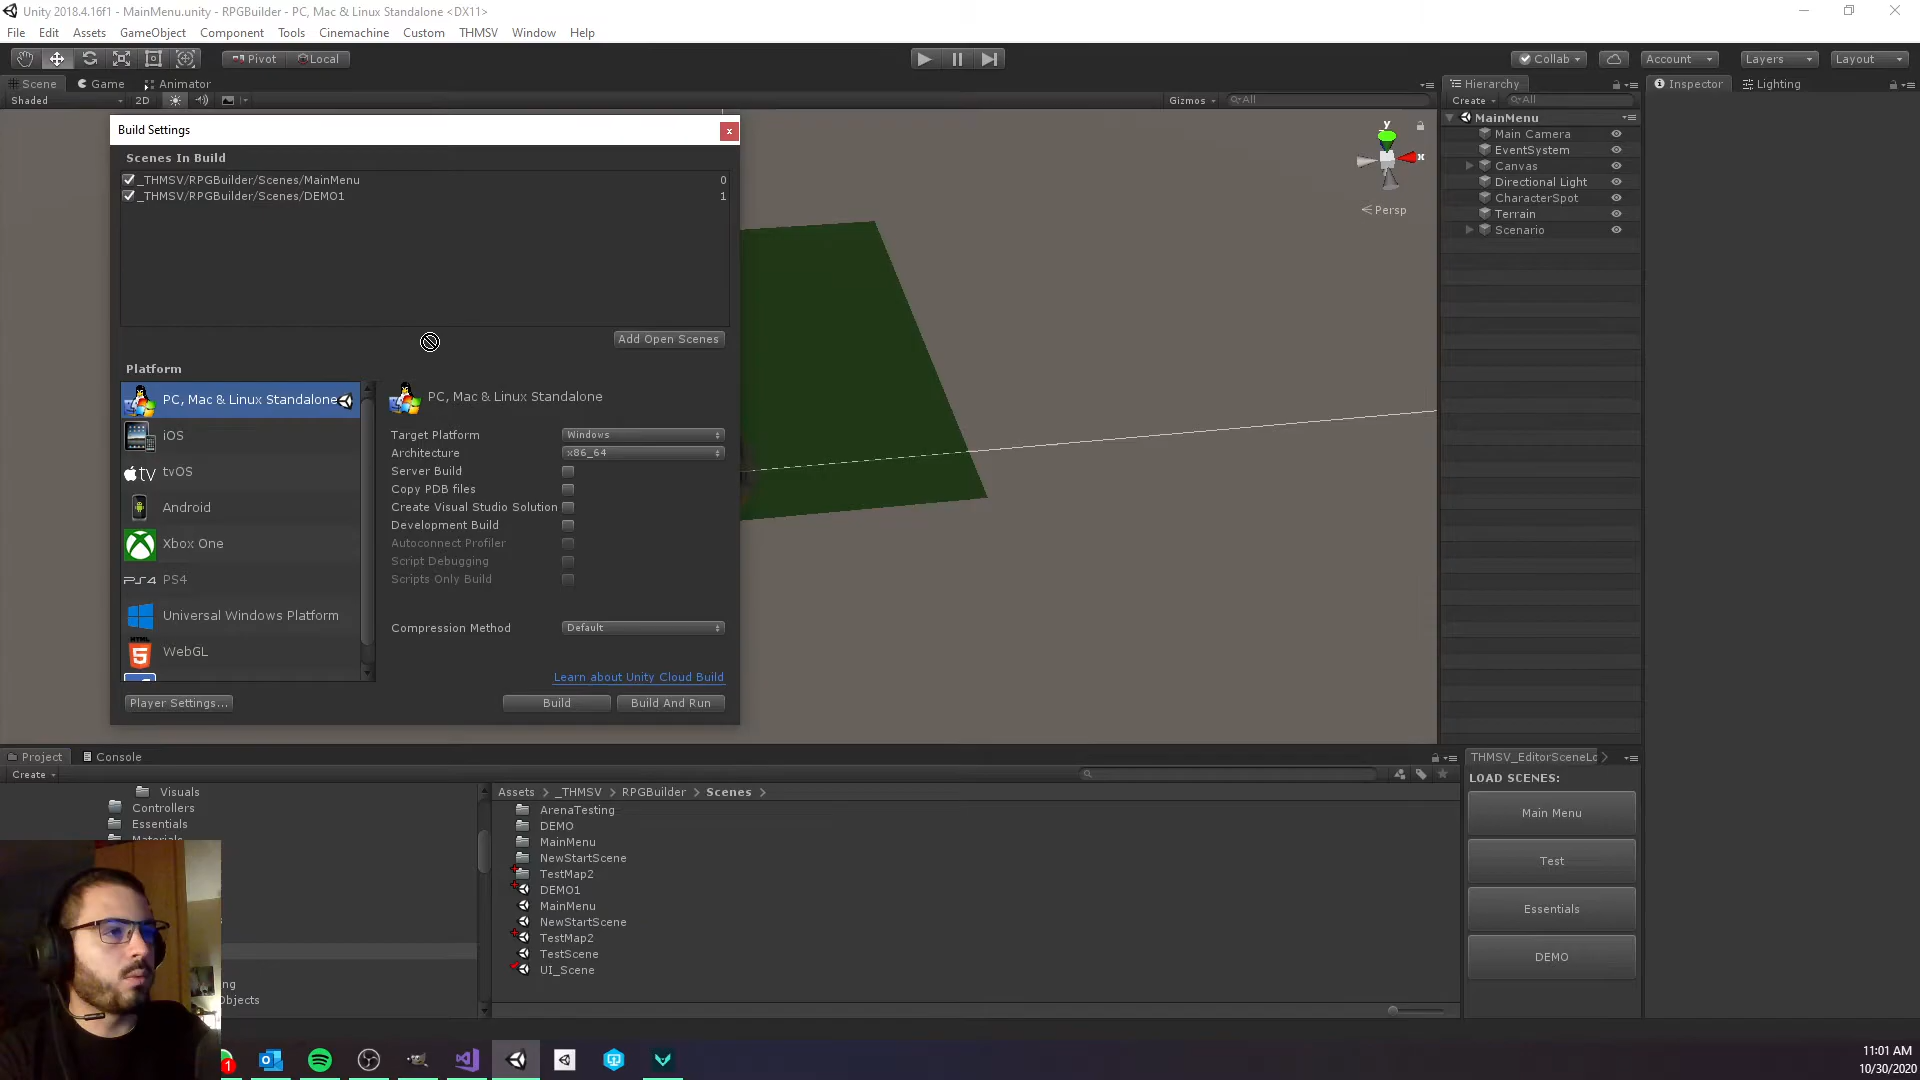 Unity 2018.4.16f1 - MainMenu.unity - RPGBuilder - PC, Mac & Linux Standalone <DX11>
File Edit Assets GameObject Component Tools Cinemachine Custom THMSV Window Help
Pivot Local Collab Account Layers Layout
Scene Game Animator Hierarchy Inspector Lighting
Shaded 2D Gizmos All Create All
Build Settings x
Scenes In Build
_THMSV/RPGBuilder/Scenes/MainMenu 0
_THMSV/RPGBuilder/Scenes/DEMO1 1
Add Open Scenes
Platform
PC, Mac & Linux Standalone
iOS
tvOS
tv
Android
Xbox One
PS4
Universal Windows Platform
HTML
5
WebGL
PC, Mac & Linux Standalone
Target Platform Windows
Architecture x86_64
Server Build
Copy PDB files
Create Visual Studio Solution
Development Build
Autoconnect Profiler
Script Debugging
Scripts Only Build
Compression Method Default
Learn about Unity Cloud Build
Player Settings... Build Build And Run
y
x
Persp
MainMenu
Main Camera
EventSystem
Canvas
Directional Light
CharacterSpot
Terrain
Scenario
Project Console
Create
Visuals
Controllers
Essentials
ng
Objects
Assets _THMSV RPGBuilder Scenes
ArenaTesting
DEMO
MainMenu
NewStartScene
TestMap2
DEMO1
MainMenu
NewStartScene
TestMap2
TestScene
UI_Scene
THMSV_EditorSceneLo
LOAD SCENES:
Main Menu
Test
Essentials
DEMO
1
11:01 AM
10/30/2020